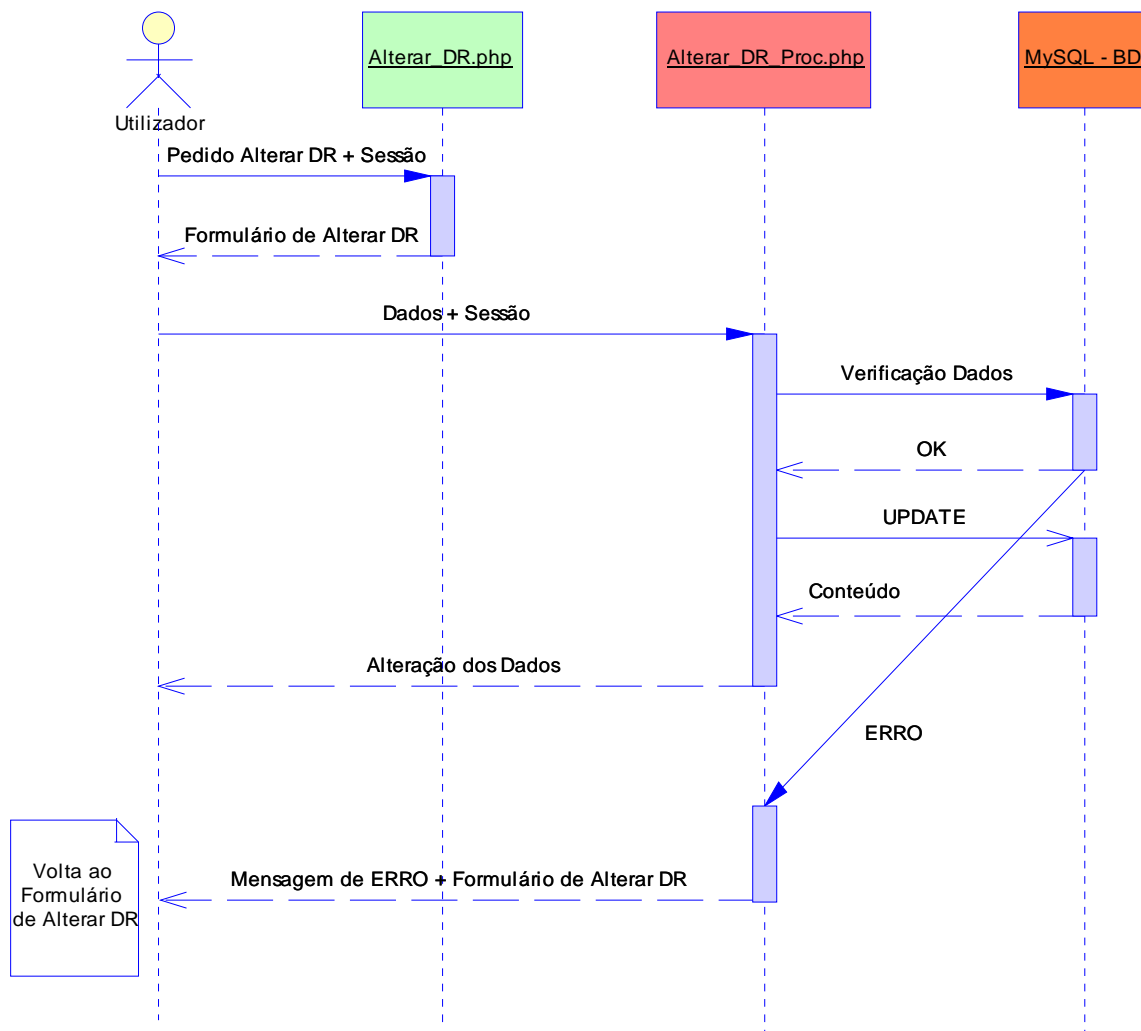 Alterar_DR.php
Alterar_DR_Proc.php
MySQL - BD
Utilizador
Pedido Alterar DR + Sessão
Formulário de Alterar DR
Dados + Sessão
Verificação Dados
OK
UPDATE
Conteúdo
Alteração dos Dados
ERRO
Volta ao
Formulário
de Alterar DR
Mensagem de ERRO + Formulário de Alterar DR